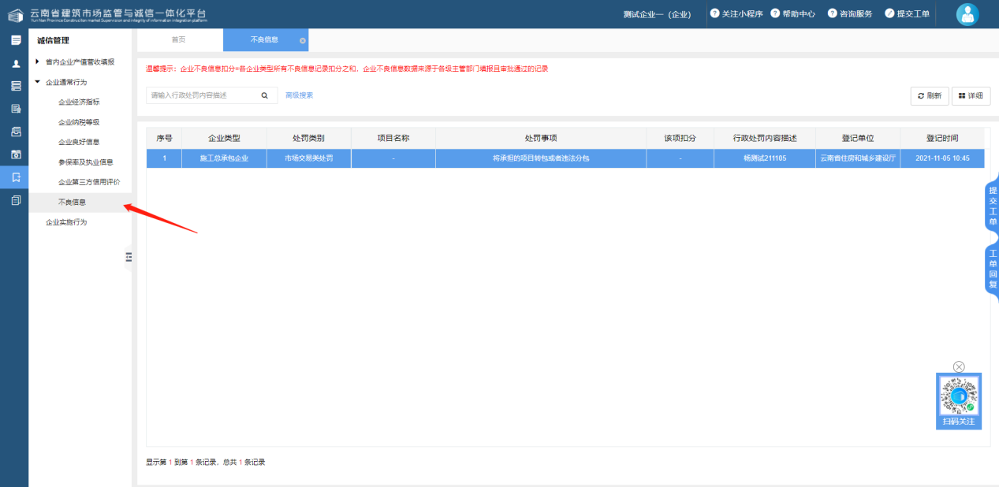 云南省建筑市场监管与诚信一体化平台
Yun Nan Province Construction market Supervision and integrity of information integration platform
测试企业一（企业）
关注小程序
帮助中心
咨询服务
提交工单
诚信管理
省内企业产值营收填报
企业通常行为
企业经济指标
企业纳税等级
企业良好信息
参保率及执业信息
企业第三方信用评价
不良信息
企业实施行为
首页
不良信息
温馨提示：企业不良信息扣分=各企业类型所有不良信息记录扣分之和，企业不良信息数据来源于各级主管部门填报且审批通过的记录
请输入行政处罚内容描述
高级搜索
刷新
详细
序号 企业类型 处罚类别 项目名称 处罚事项 该项扣分 行政处罚内容描述 登记单位 登记时间
1 施工总承包企业 市场交易类处罚 - 将承担的项目转包或者违法分包 - 杨测试211105 云南省住房和城乡建设厅 2021-11-05 10:45
提交工单
工单回复
扫码关注
显示第 1 到第 1 条记录，总共 1 条记录